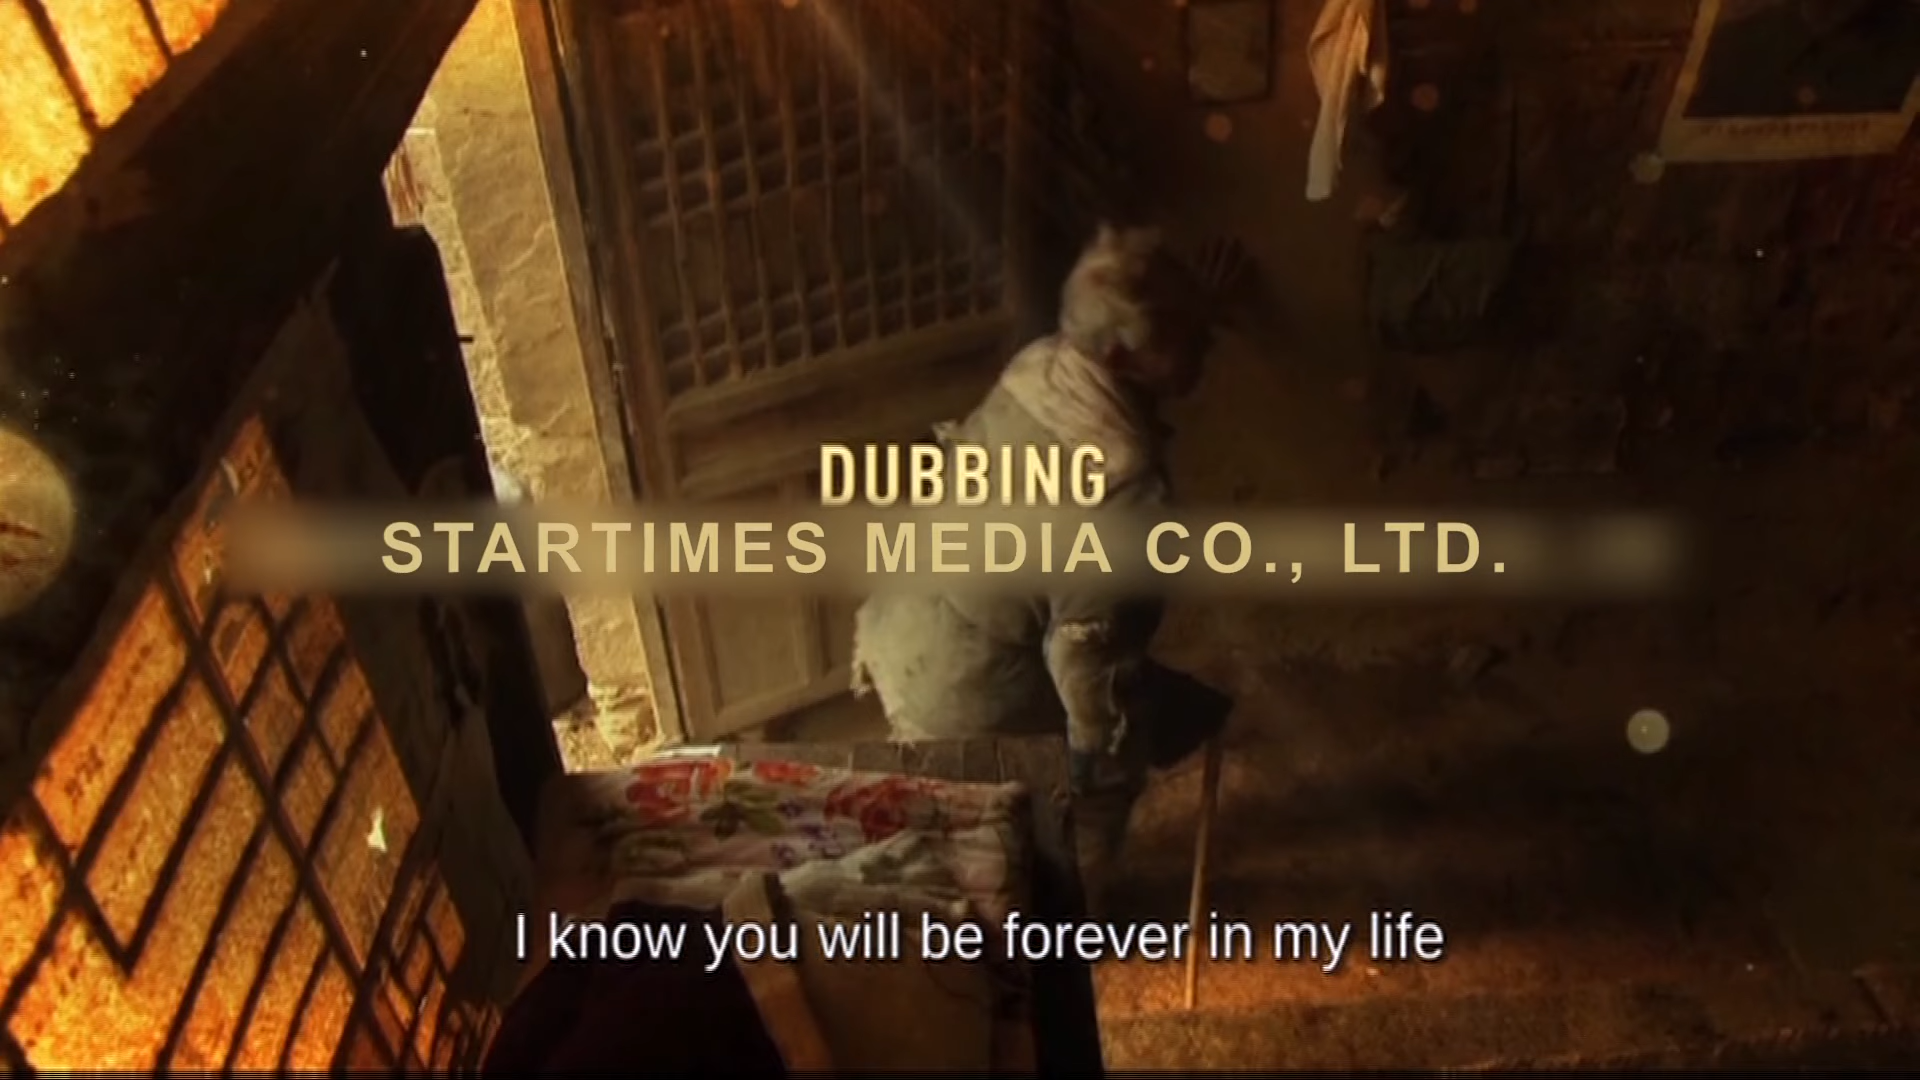 DUBBING
STARTIMES MEDIA CO., LTD.
I know you will be forever in my life